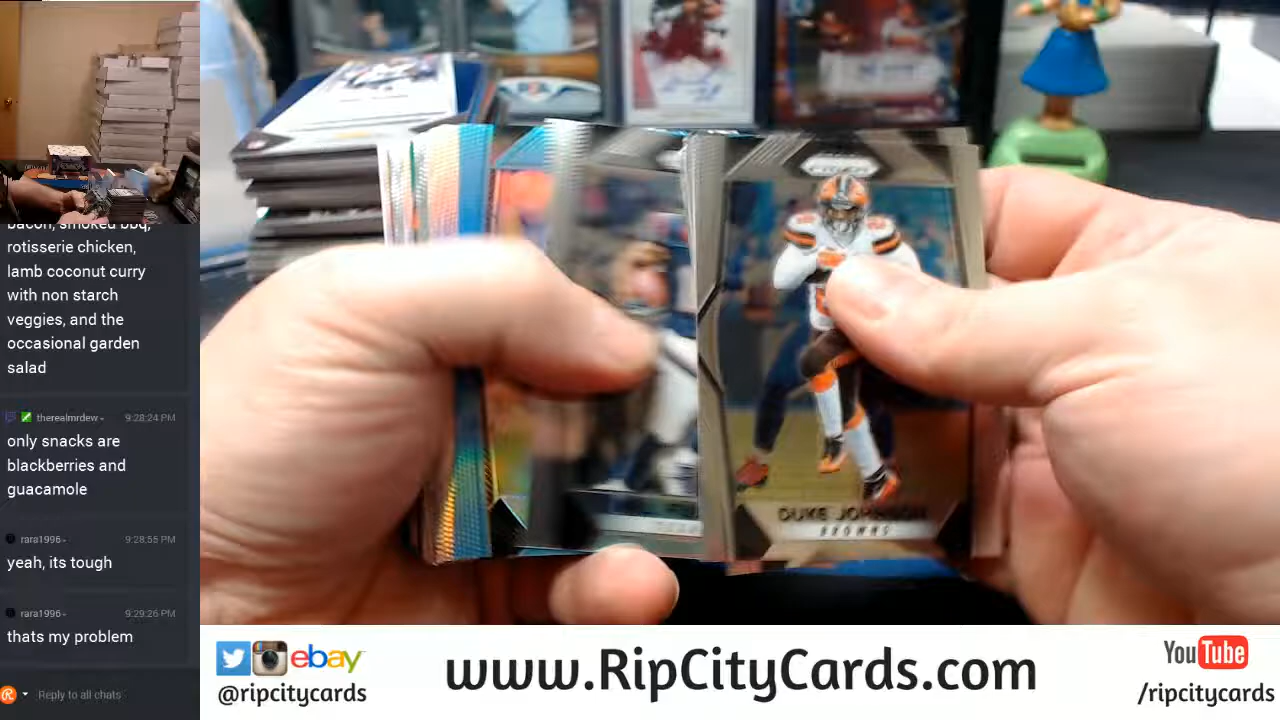 bacon, smoked bbq,
rotisserie chicken,
lamb coconut curry
with non starch
veggies, and the
occasional garden
salad
therealmrdew 9:28:24 PM
only snacks are
blackberries and
guacamole
rara1996 9:28:55 PM
yeah, its tough
rara1996 9:29:26 PM
thats my problem
Reply to all chats
PRIZM
DUKE JOHNSON
BROWNS
ebay
@ripcitycards
www.RipCityCards.com
YouTube
/ripcitycards